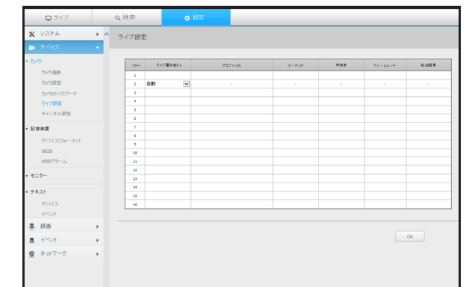 ライブ
検索
設定
システム
デバイス
カメラ
カメラ登録
カメラ設定
カメラのパスワード
ライブ設定
チャンネル設定
記憶装置
デバイス/フォーマット
iSCSI
HDDアラーム
モニター
テキスト
デバイス
イベント
録画
イベント
ネットワーク
ライブ設定
CH プロファイル コーデック 解像度 フレームレート 転送画質
1
2 自動 - - - - -
3
4
5
6
7
8
9
10
11
12
13
14
15
16
OK